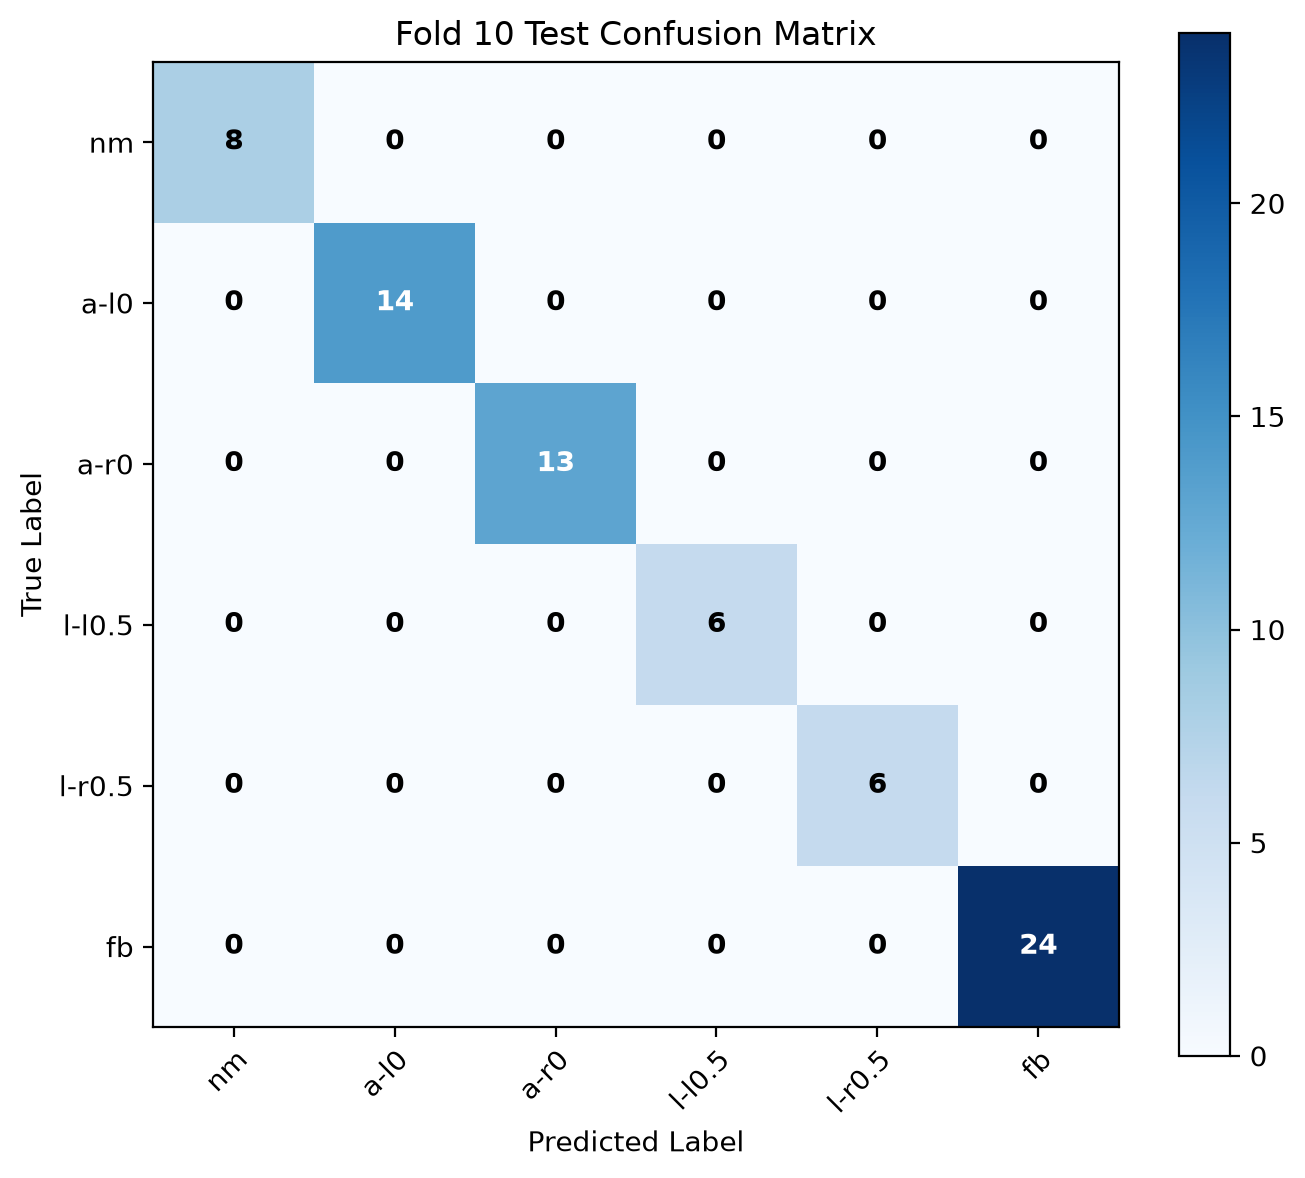 Fold 10 Test Confusion Matrix
nm 8 0 0 0 0 0
a-l0 0 14 0 0 0 0
a-r0 0 0 13 0 0 0
l-l0.5 0 0 0 6 0 0
l-r0.5 0 0 0 0 6 0
fb 0 0 0 0 0 24
nm a-l0 a-r0 l-l0.5 l-r0.5 fb
Predicted Label
True Label
20
15
10
5
0